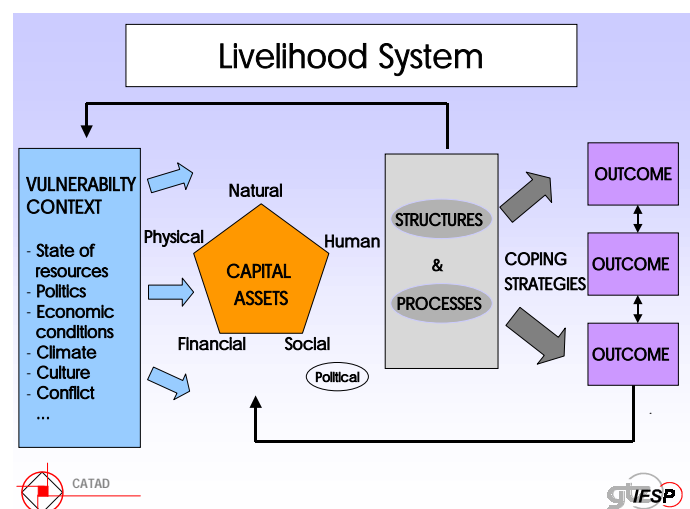 Livelihood System
VULNERABILTY
CONTEXT
- State of
resources
- Politics
- Economic
conditions
- Climate
- Culture
- Conflict
...
Natural
Physical
Human
CAPITAL
ASSETS
Financial
Social
Political
STRUCTURES
&
PROCESSES
COPING
STRATEGIES
OUTCOME
OUTCOME
OUTCOME
CATAD
IFSP